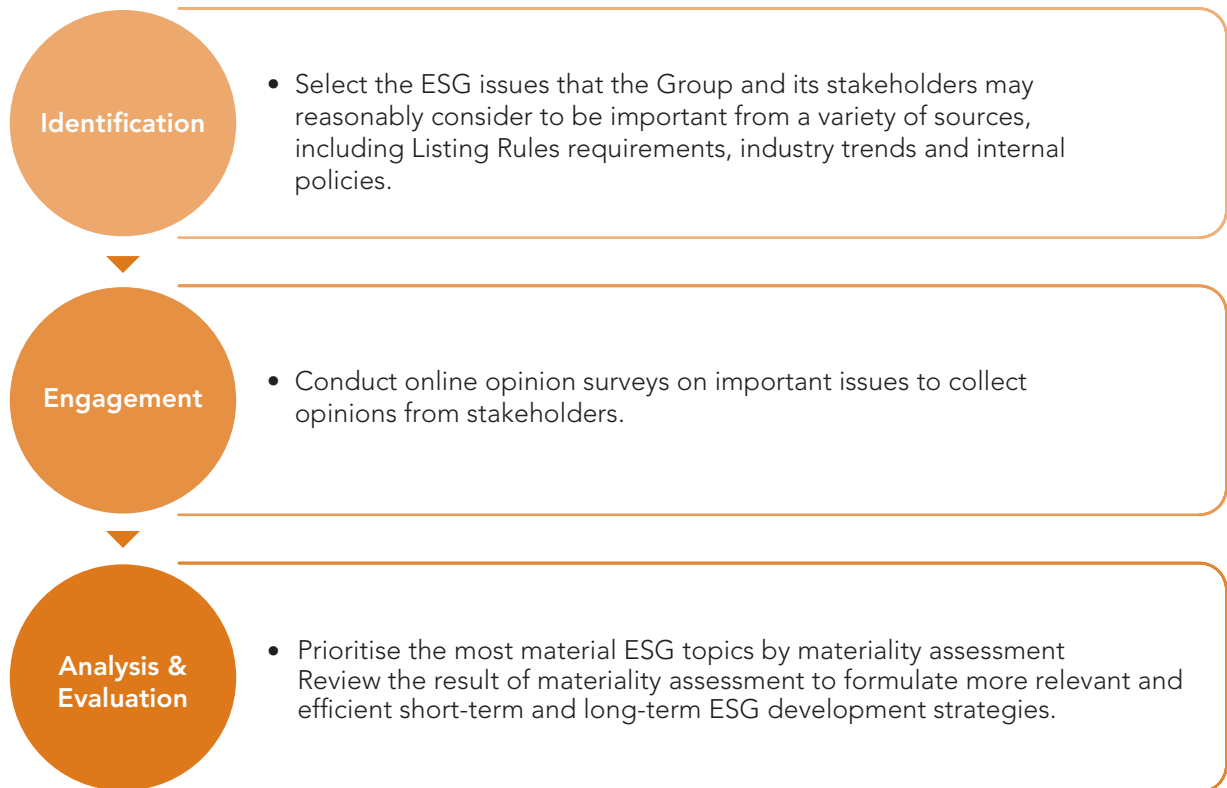 Identification
• Select the ESG issues that the Group and its stakeholders may
reasonably consider to be important from a variety of sources,
including Listing Rules requirements, industry trends and internal
policies.
Engagement
• Conduct online opinion surveys on important issues to collect
opinions from stakeholders.
Analysis &
Evaluation
• Prioritise the most material ESG topics by materiality assessment
Review the result of materiality assessment to formulate more relevant and
efficient short-term and long-term ESG development strategies.